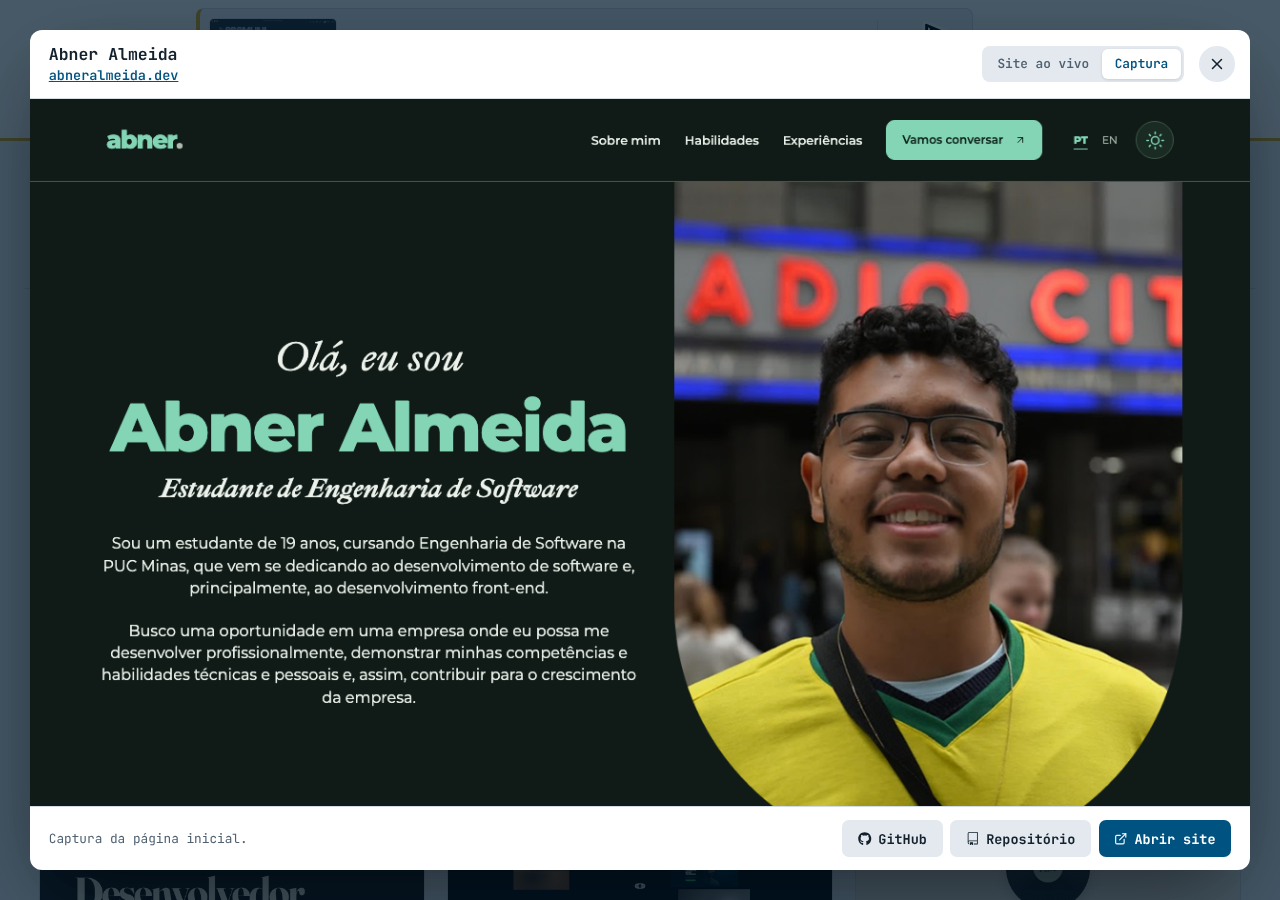 Abner Almeida
abneralmeida.dev
Site ao vivo
Captura
abner.
Sobre mim
Habilidades
Experiências
Vamos conversar
PT
EN
ADIO CIT
Olá, eu sou
Abner Almeida
Estudante de Engenharia de Software
Sou um estudante de 19 anos, cursando Engenharia de Software na
PUC Minas, que vem se dedicando ao desenvolvimento de software e,
principalmente, ao desenvolvimento front-end.
Busco uma oportunidade em uma empresa onde eu possa me
desenvolver profissionalmente, demonstrar minhas competências e
habilidades técnicas e pessoais e, assim, contribuir para o crescimento
da empresa.
Captura da página inicial.
GitHub
Repositório
Abrir site
Desenvolvedor